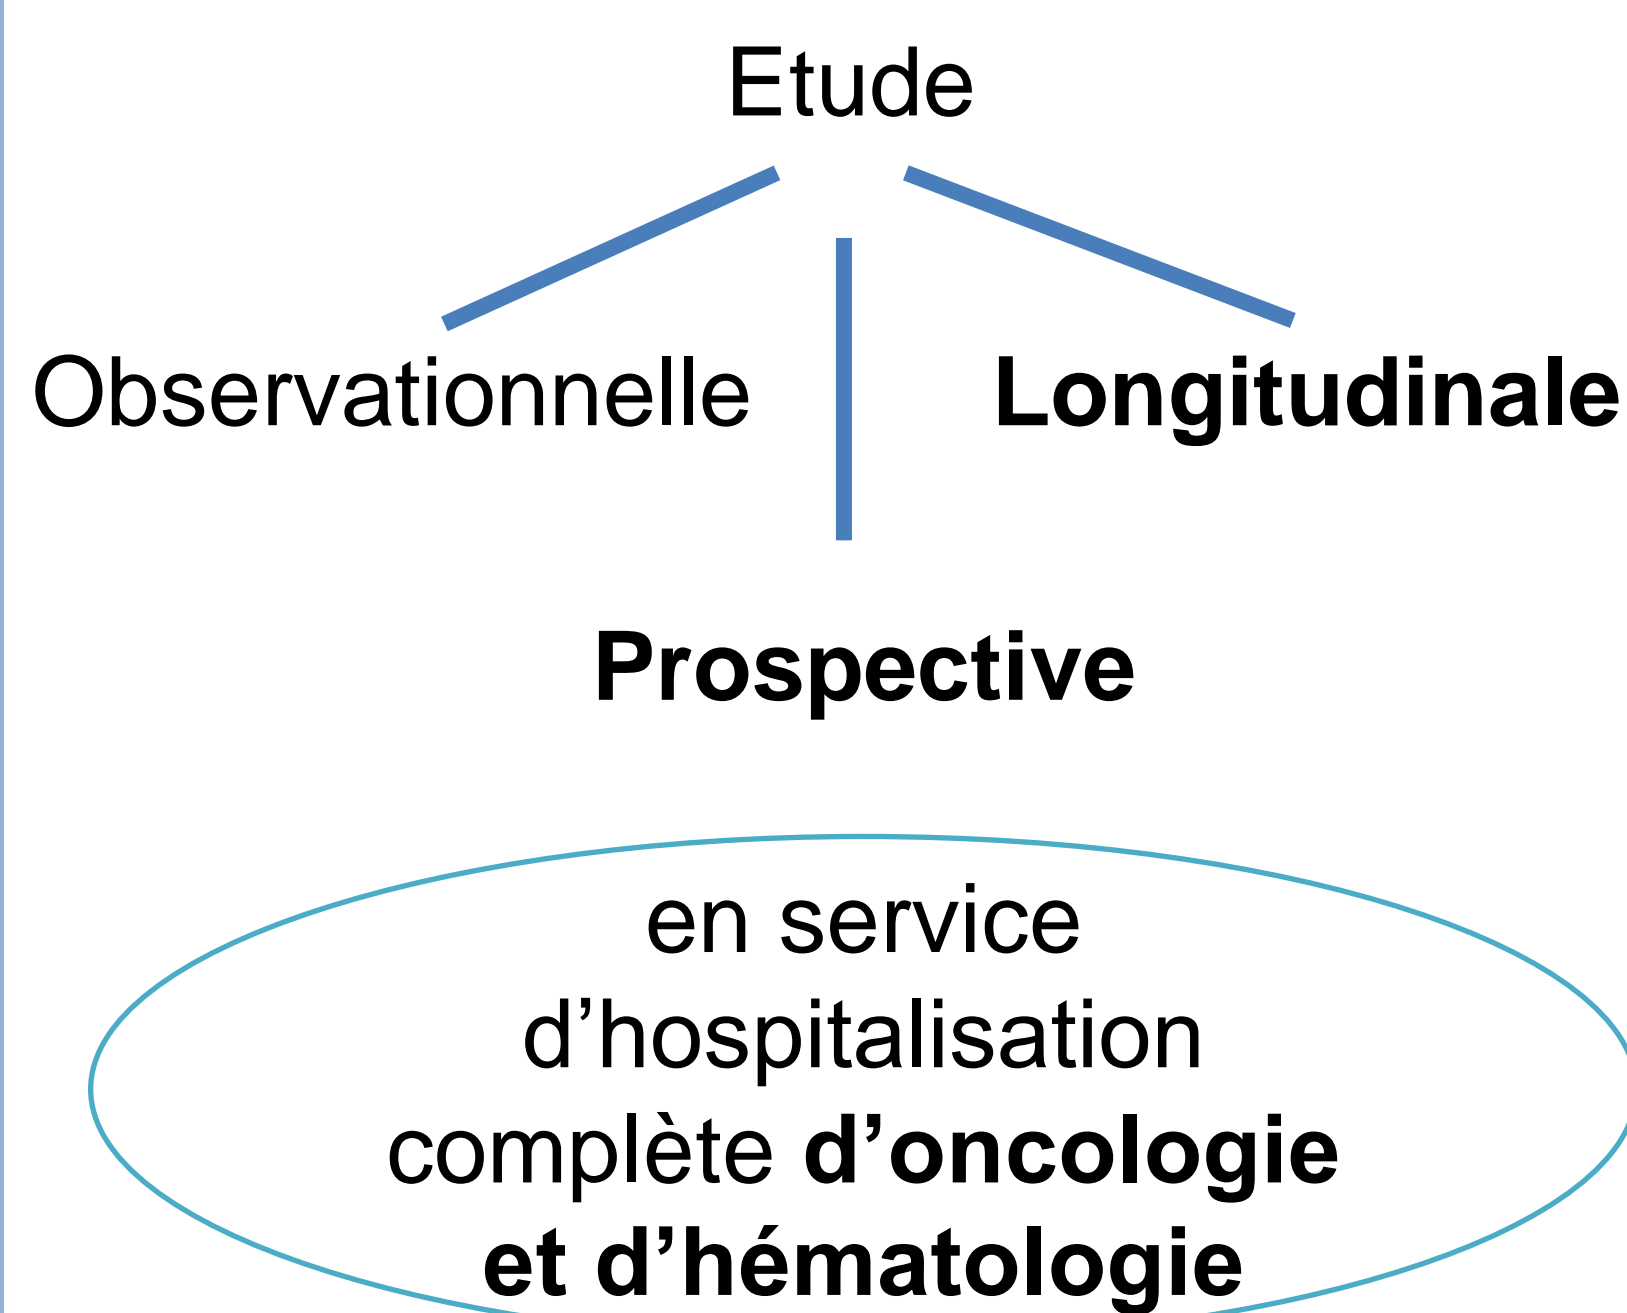 Etude
Observationnelle
Longitudinale
Prospective
en service
d’hospitalisation
complète d’oncologie
et d’hématologie